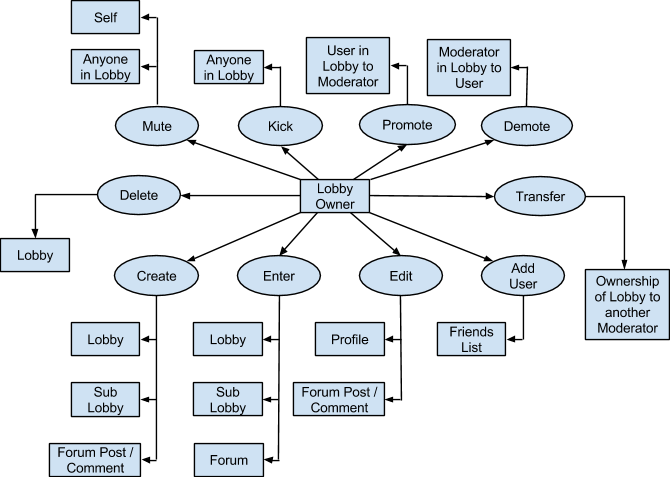 Self
Anyone
in Lobby
Anyone
in Lobby
User in
Lobby to
Moderator
Moderator
in Lobby to
User
Mute
Kick
Promote
Demote
Delete
Lobby
Owner
Transfer
Lobby
Create
Enter
Edit
Add
User
Ownership
of Lobby to
another
Moderator
Lobby
Lobby
Profile
Friends
List
Sub
Lobby
Sub
Lobby
Forum Post /
Comment
Forum Post /
Comment
Forum